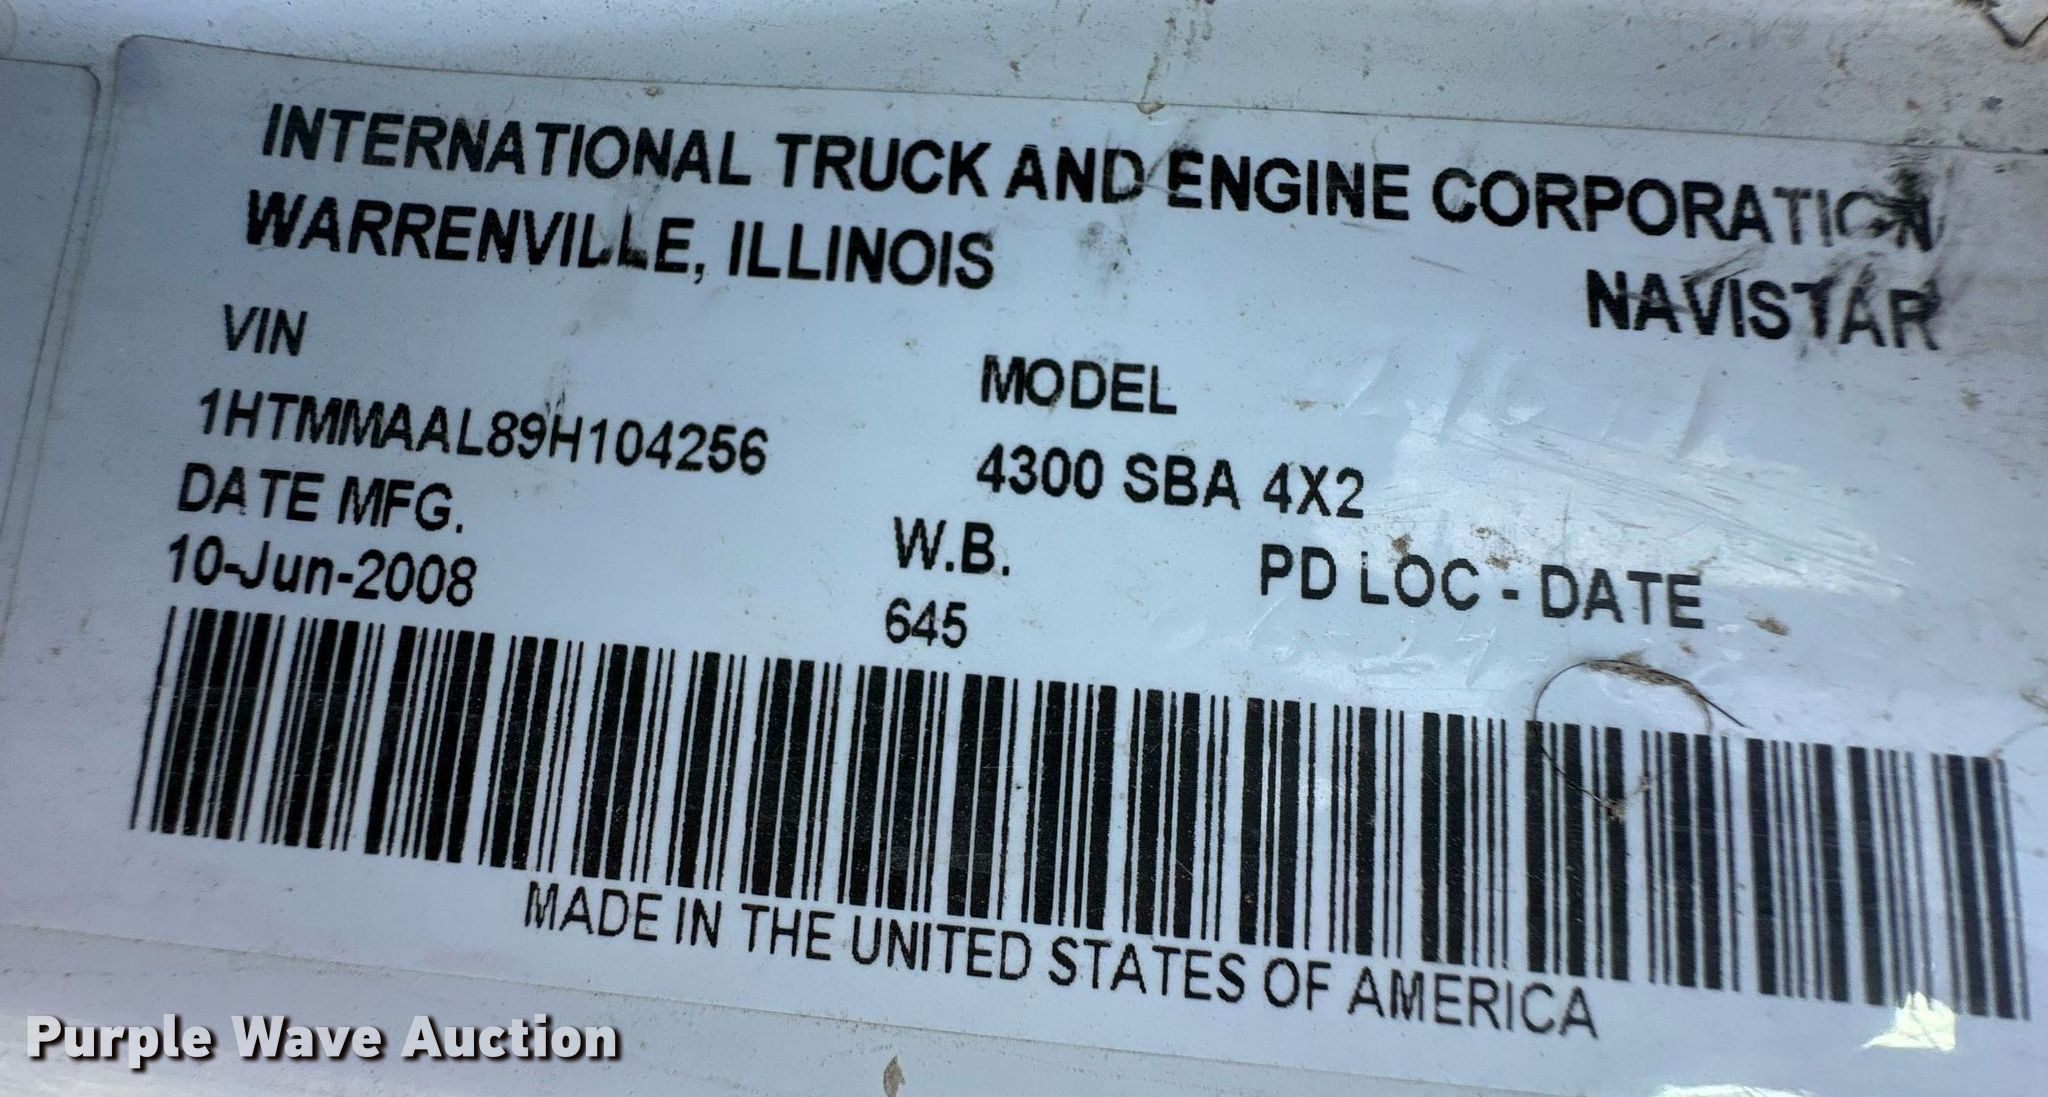 INTERNATIONAL TRUCK AND ENGINE CORPORATION
WARRENVILLE, ILLINOIS
NAVISTAR
VIN
1HTMMAAL89H104256
MODEL
4300 SBA 4X2
DATE MFG.
10-Jun-2008
W.B.
645
PD LOC - DATE
MADE IN THE UNITED STATES OF AMERICA
Purple Wave Auction